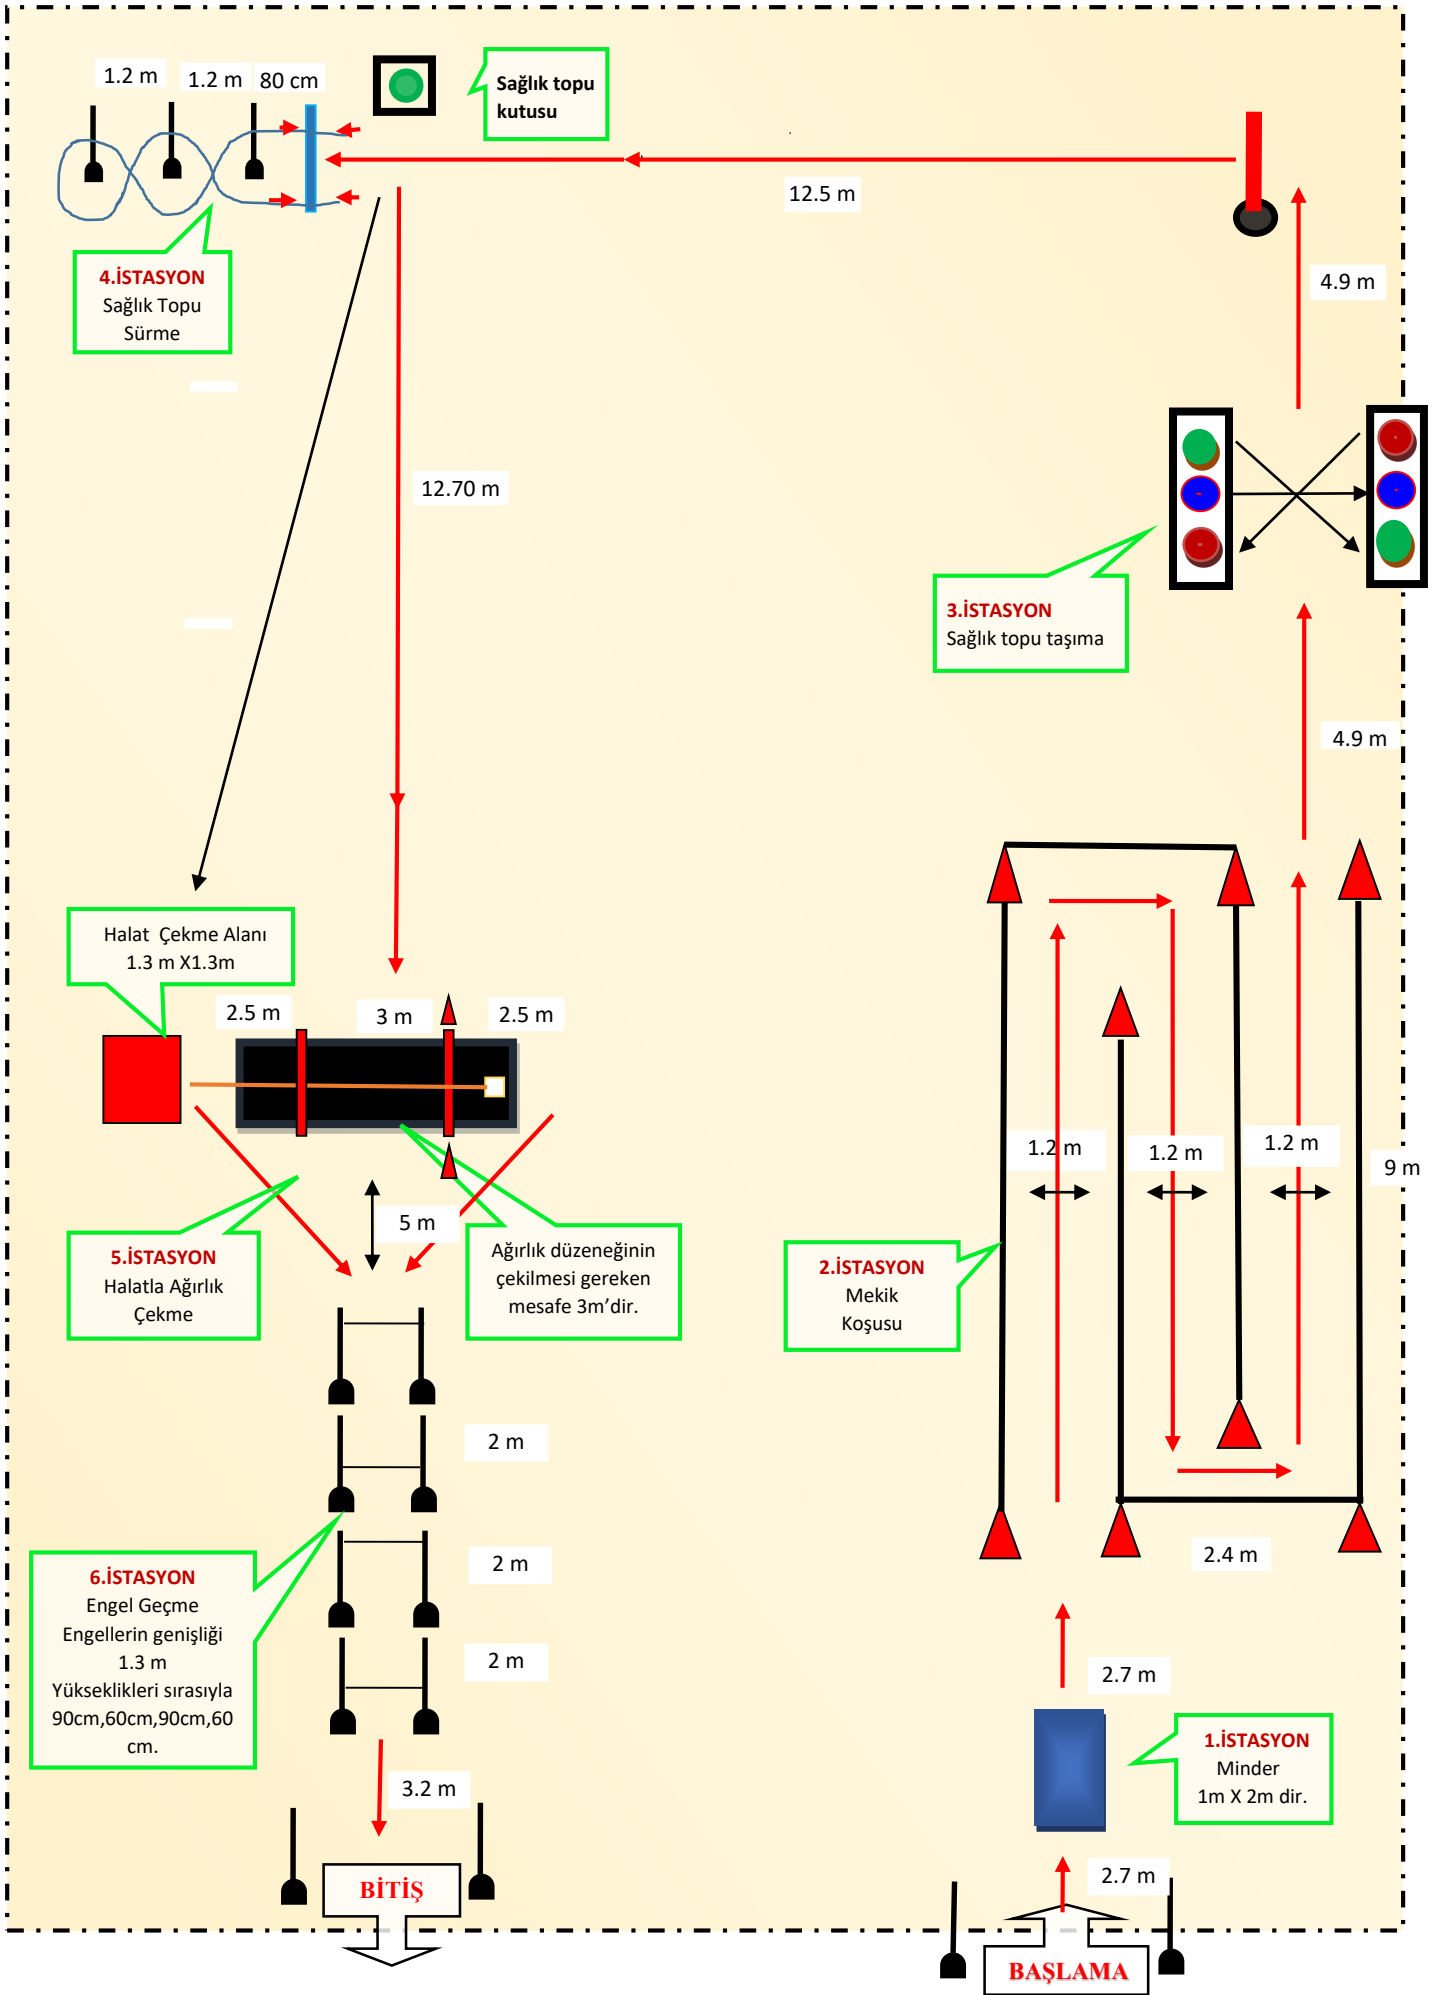 1.2 m
1.2 m
80 cm
Sağlık topu
kutusu
12.5 m
4.İSTASYON
Sağlık Topu
Sürme
4.9 m
12.70 m
3.İSTASYON
Sağlık topu taşıma
4.9 m
Halat Çekme Alanı
1.3 m X1.3m
2.5 m
3 m
2.5 m
1.2 m
1.2 m
1.2 m
9 m
5 m
5.İSTASYON
Halatla Ağırlık
Çekme
Ağırlık düzeneğinin
çekilmesi gereken
mesafe 3m’dir.
2.İSTASYON
Mekik
Koşusu
2 m
2 m
2.4 m
6.İSTASYON
Engel Geçme
Engellerin genişliği
1.3 m
Yükseklikleri sırasıyla
90cm,60cm,90cm,60
cm.
2 m
2.7 m
1.İSTASYON
Minder
1m X 2m dir.
3.2 m
2.7 m
BİTİŞ
BAŞLAMA